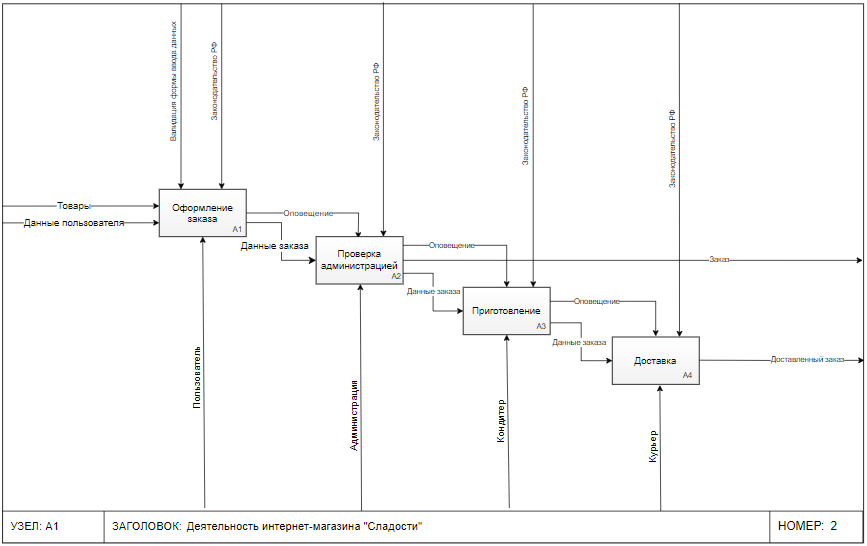 Валидация формы ввода данных
Законодательство РФ
Законодательство РФ
Законодательство РФ
Законодательство РФ
Товары
Данные пользователя
Оформление
заказа
A1
Оповещение
Данные заказа
Проверка
администрацией
A2
Оповещение
Заказ
Данные заказа
Приготовление
A3
Оповещение
Данные заказа
Доставка
A4
Доставленный заказ
Пользователь
Администрация
Кондитер
Курьер
УЗЕЛ: A1
ЗАГОЛОВОК: Деятельность интернет-магазина "Сладости"
НОМЕР: 2